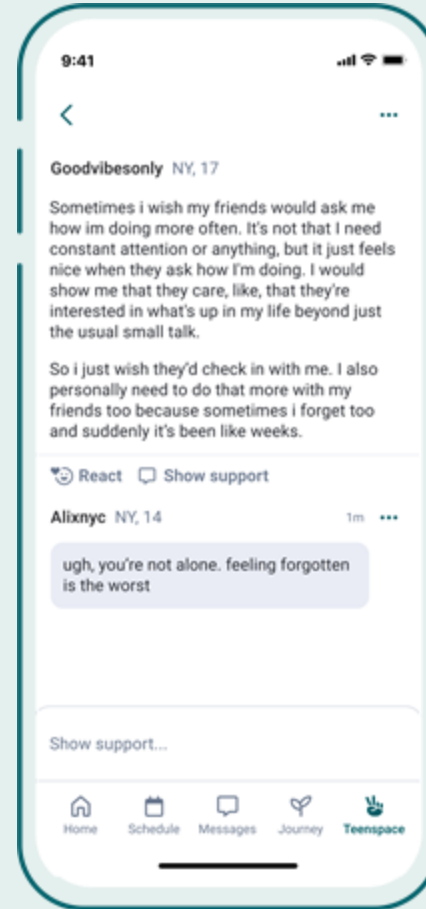 9:41
Goodvibesonly NY, 17
Sometimes i wish my friends would ask me
how im doing more often. It's not that I need
constant attention or anything, but it just feels
nice when they ask how I'm doing. I would
show me that they care, like, that they're
interested in what's up in my life beyond just
the usual small talk.
So i just wish they'd check in with me. I also
personally need to do that more with my
friends too because sometimes i forget too
and suddenly it's been like weeks.
React Show support
Alixnyc NY, 14 1m
ugh, you're not alone. feeling forgotten
is the worst
Show support...
Home Schedule Messages Journey Teenspace